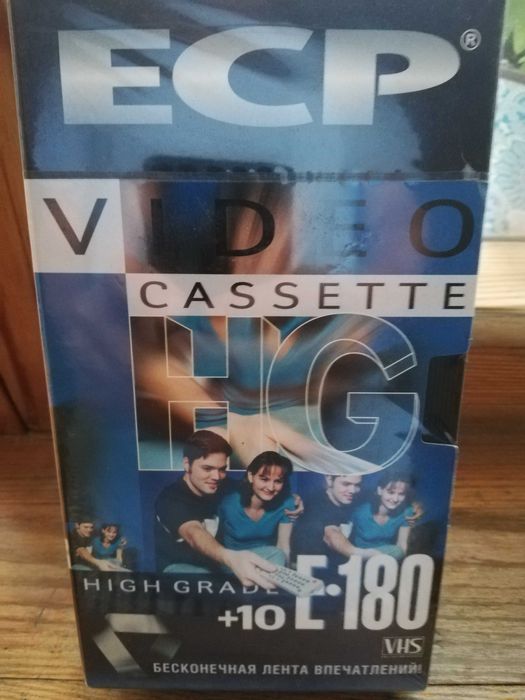 ECP®
VIDEO
CASSETTE
HG
HIGH GRADE
+10 E·180
VHS
БЕСКОНЕЧНАЯ ЛЕНТА ВПЕЧАТЛЕНИЙ